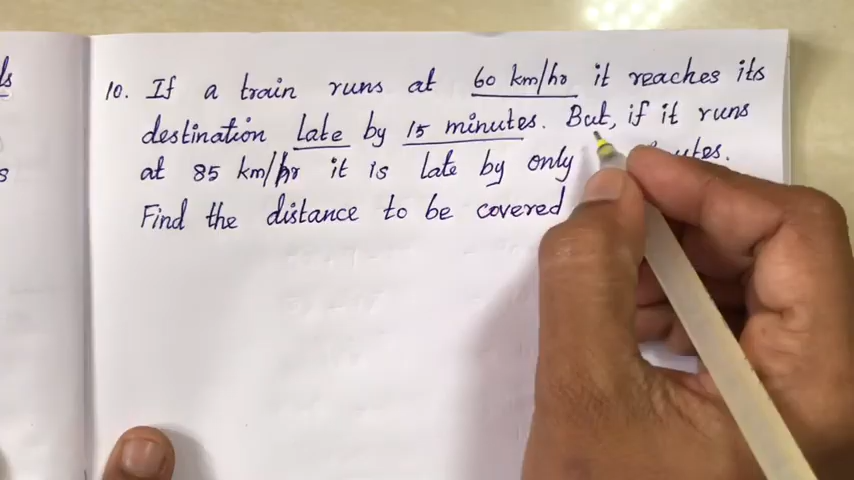 ls
s
10. If a train runs at 60 km/hr it reaches its
destination late by 15 minutes. But, if it runs
at 85 km/hr it is late by only
Find the distance to be covered